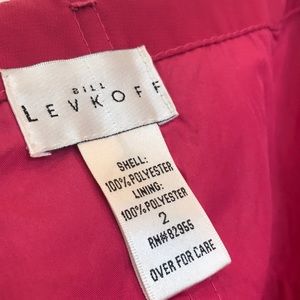 BILL
LEVKOFF
SHELL:
100% POLYESTER
LINING:
100% POLYESTER
2
RN#82955
OVER FOR CARE